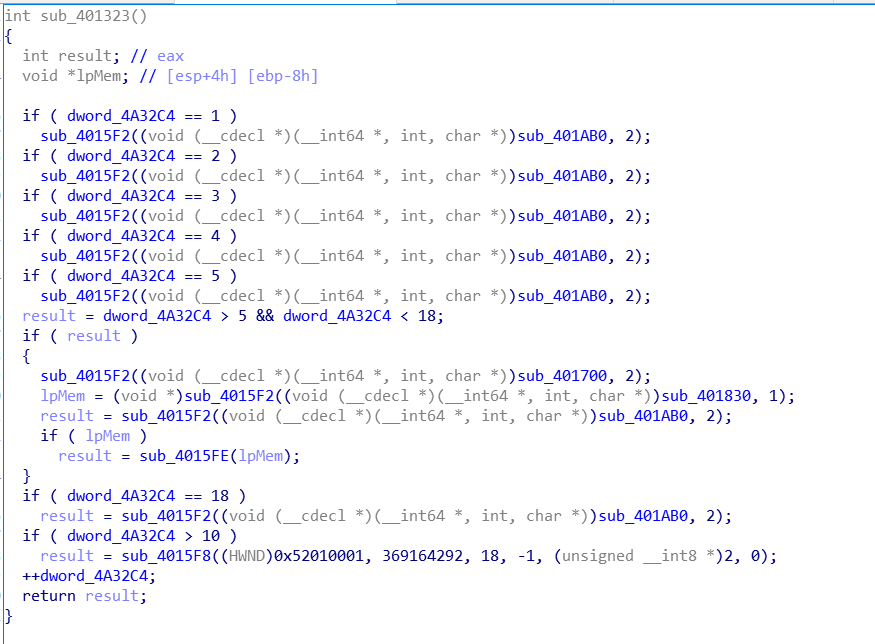 int sub_401323()
{
  int result; // eax
  void *lpMem; // [esp+4h] [ebp-8h]

  if ( dword_4A32C4 == 1 )
    sub_4015F2((void (__cdecl *)(__int64 *, int, char *))sub_401AB0, 2);
  if ( dword_4A32C4 == 2 )
    sub_4015F2((void (__cdecl *)(__int64 *, int, char *))sub_401AB0, 2);
  if ( dword_4A32C4 == 3 )
    sub_4015F2((void (__cdecl *)(__int64 *, int, char *))sub_401AB0, 2);
  if ( dword_4A32C4 == 4 )
    sub_4015F2((void (__cdecl *)(__int64 *, int, char *))sub_401AB0, 2);
  if ( dword_4A32C4 == 5 )
    sub_4015F2((void (__cdecl *)(__int64 *, int, char *))sub_401AB0, 2);
  result = dword_4A32C4 > 5 && dword_4A32C4 < 18;
  if ( result )
  {
    sub_4015F2((void (__cdecl *)(__int64 *, int, char *))sub_401700, 2);
    lpMem = (void *)sub_4015F2((void (__cdecl *)(__int64 *, int, char *))sub_401830, 1);
    result = sub_4015F2((void (__cdecl *)(__int64 *, int, char *))sub_401AB0, 2);
    if ( lpMem )
      result = sub_4015FE(lpMem);
  }
  if ( dword_4A32C4 == 18 )
    result = sub_4015F2((void (__cdecl *)(__int64 *, int, char *))sub_401AB0, 2);
  if ( dword_4A32C4 > 10 )
    result = sub_4015F8((HWND)0x52010001, 369164292, 18, -1, (unsigned __int8 *)2, 0);
  ++dword_4A32C4;
  return result;
}